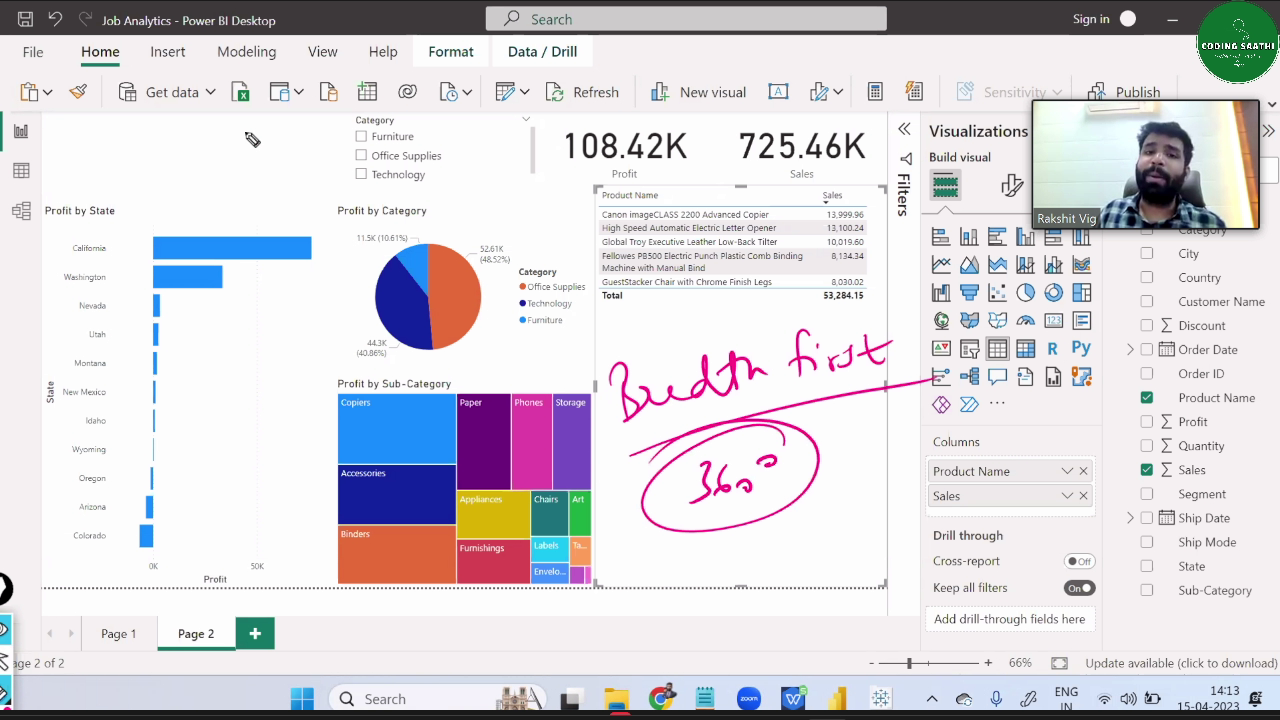 Job Analytics - Power BI Desktop
Search
Sign in
CODING SAATHI
File
Home
Insert
Modeling
View
Help
Format
Data / Drill
Get data
Refresh
New visual
Sensitivity
Publish
Category
Furniture
Office Supplies
Technology
108.42K
Profit
725.46K
Sales
Filters
Visualizations
Build visual
Rakshit Vig
Profit by State
State
California
Washington
Nevada
Utah
Montana
New Mexico
Idaho
Wyoming
Oregon
Arizona
Colorado
0K
50K
Profit
Profit by Category
11.5K (10.61%)
52.61K
(48.52%)
44.3K
(40.86%)
Category
Office Supplies
Technology
Furniture
Profit by Sub-Category
Copiers
Accessories
Binders
Paper
Phones
Storage
Appliances
Furnishings
Chairs
Art
Labels
Ta...
Envelo...
Product Name Sales
Canon imageCLASS 2200 Advanced Copier 13,999.96
High Speed Automatic Electric Letter Opener 13,100.24
Global Troy Executive Leather Low-Back Tilter 10,019.60
Fellowes PB500 Electric Punch Plastic Comb Binding 8,134.34
Machine with Manual Bind
GuestStacker Chair with Chrome Finish Legs 8,030.02
Total 53,284.15
first
360
R
Py
123
...
Columns
Product Name
Sales
Drill through
Cross-report
Off
Keep all filters
On
Add drill-through fields here
Category
City
Country
Customer Name
Discount
Order Date
Order ID
Product Name
Profit
Quantity
Sales
Segment
Ship Date
Ship Mode
State
Sub-Category
Page 1
Page 2
age 2 of 2
66%
Update available (click to download)
Search
zoom
ENG
N
14:13
15-04-2023